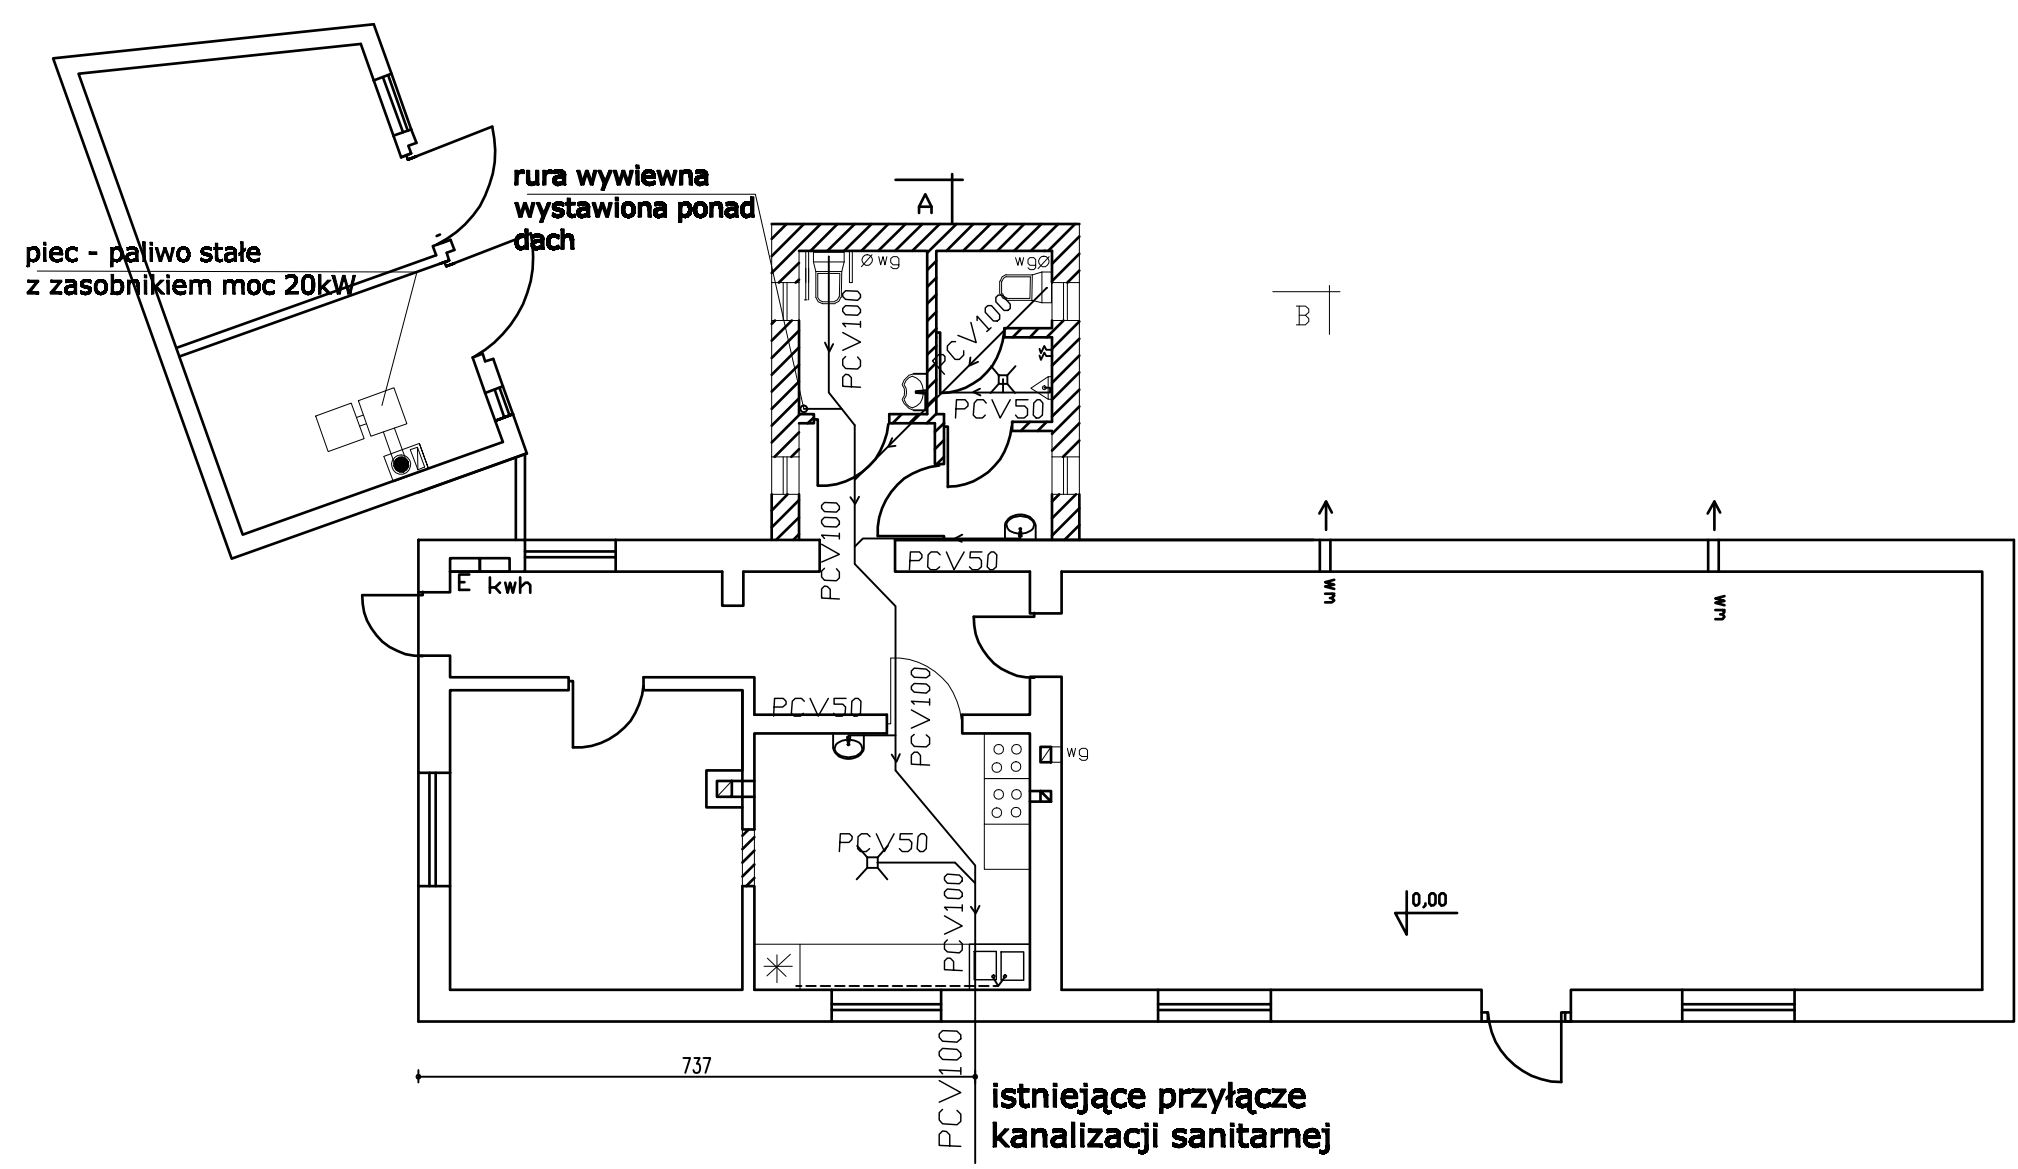 rura wywiewna
wystawiona ponad
dach
piec - paliwo stałe
z zasobnikiem moc 20kW
A
B
wg
wg
PCV100
PCV100
PCV50
PCV100
PCV50
E
kwh
wm
wm
PCV50
PCV100
wg
PCV50
PCV100
0,00
737
PCV100
istniejące przyłącze
kanalizacji sanitarnej